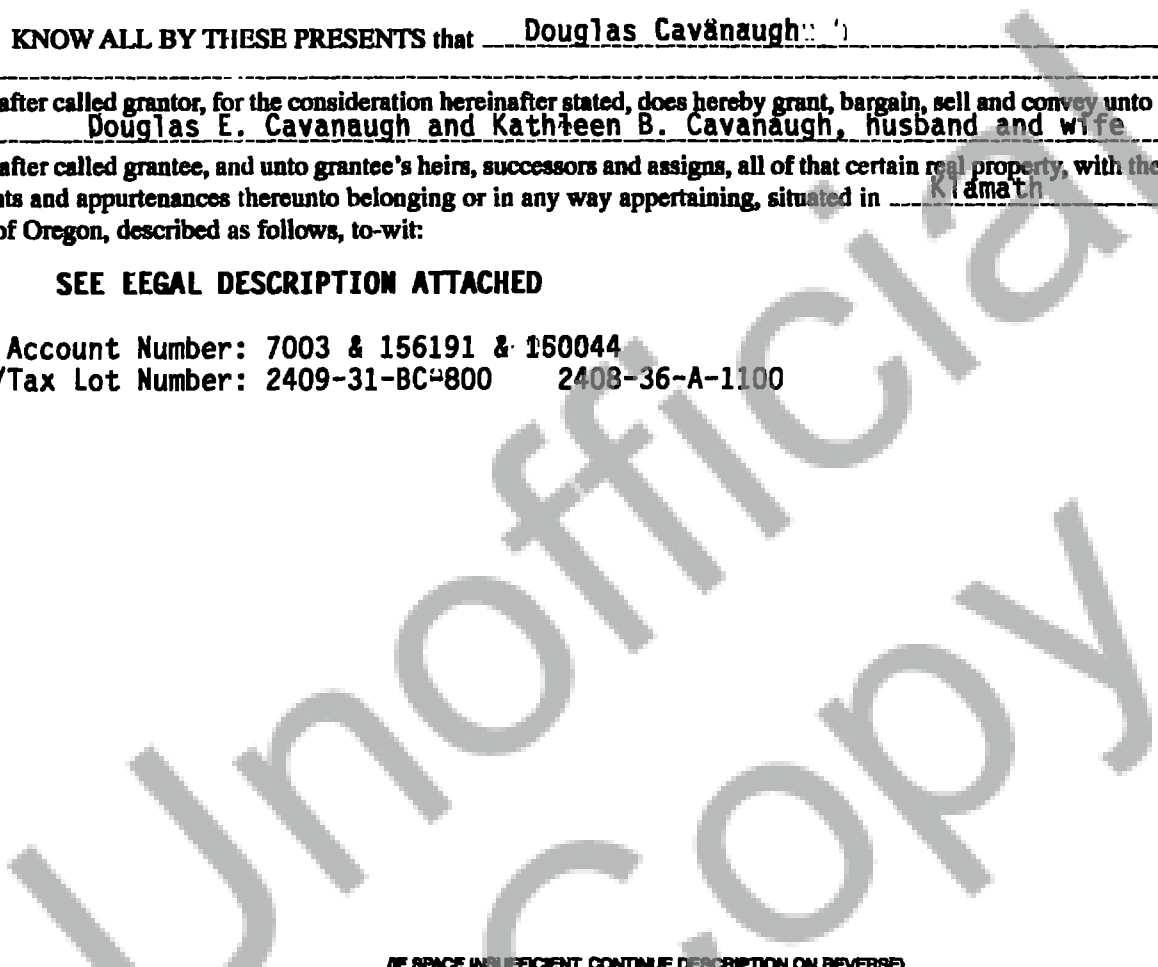 KNOW ALL BY THESE PRESENTS that Douglas Cavanaugh
after called grantor, for the consideration hereinafter stated, does hereby grant, bargain, sell and convey unto
Douglas E. Cavanaugh and Kathleen B. Cavanaugh, husband and wife
after called grantee, and unto grantee's heirs, successors and assigns, all of that certain real property, with the
nts and appurtenances thereunto belonging or in any way appertaining, situated in Klamath
of Oregon, described as follows, to-wit:
SEE EEGAL DESCRIPTION ATTACHED
Account Number: 7003 & 156191 & 150044
/Tax Lot Number: 2409-31-BC-800 2408-36-A-1100
(IF SPACE INSUFFICIENT, CONTINUE DESCRIPTION ON REVERSE)
Unofficial
Copy